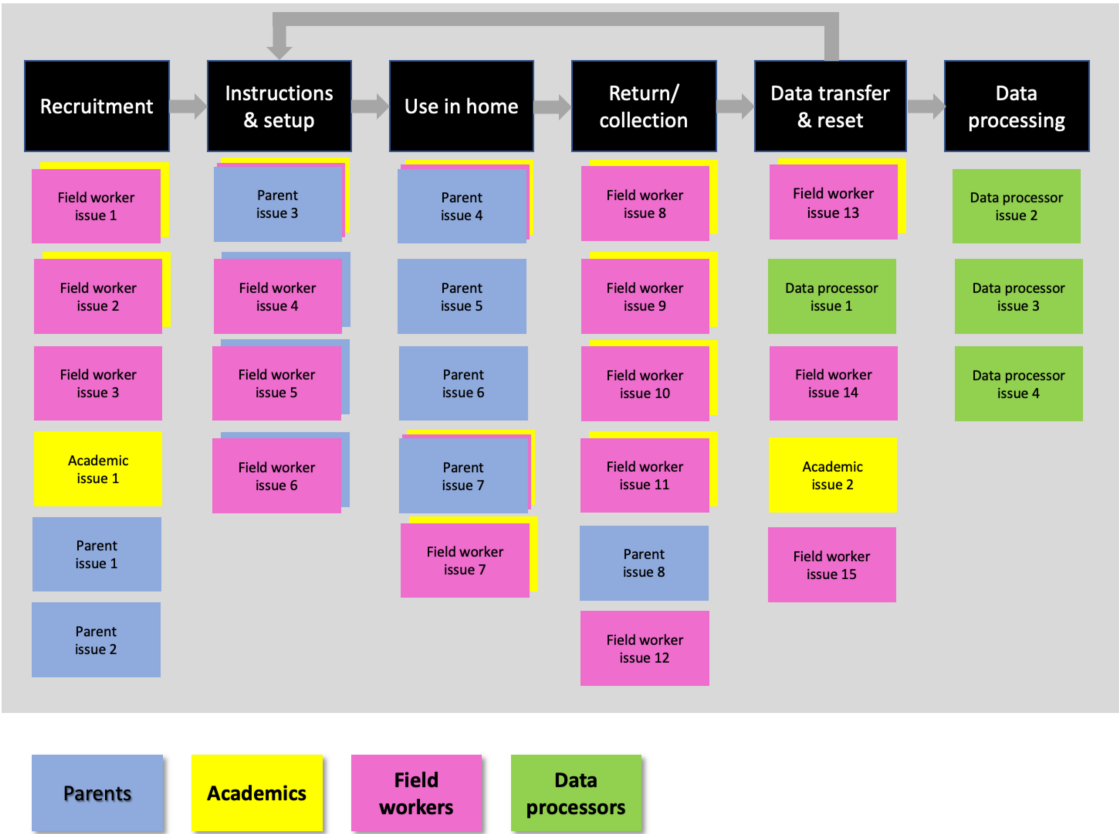 Recruitment
Instructions
& setup
Use in home
Return/
collection
Data transfer
& reset
Data
processing
Field worker
issue 1
Field worker
issue 2
Field worker
issue 3
Academic
issue 1
Parent
issue 1
Parent
issue 2
Parent
issue 3
Field worker
issue 4
Field worker
issue 5
Field worker
issue 6
Parent
issue 4
Parent
issue 5
Parent
issue 6
Parent
issue 7
Field worker
issue 7
Field worker
issue 8
Field worker
issue 9
Field worker
issue 10
Field worker
issue 11
Parent
issue 8
Field worker
issue 12
Field worker
issue 13
Data processor
issue 1
Field worker
issue 14
Academic
issue 2
Field worker
issue 15
Data processor
issue 2
Data processor
issue 3
Data processor
issue 4
Parents
Academics
Field
workers
Data
processors